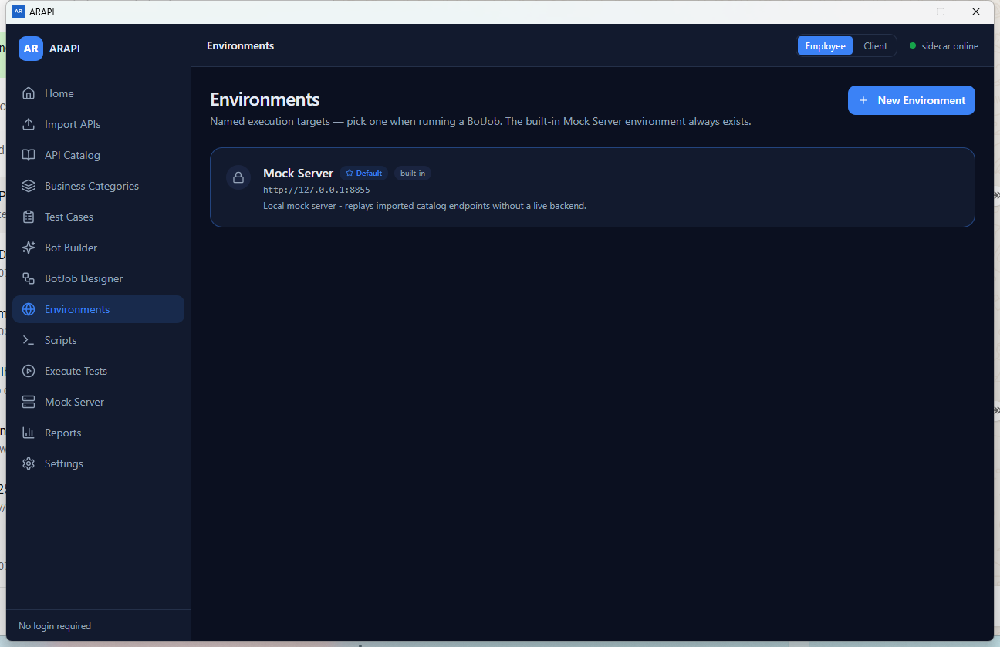 AR ARAPI
AR ARAPI
Environments
Employee Client sidecar online
Home
Import APIs
API Catalog
Business Categories
Test Cases
Bot Builder
BotJob Designer
Environments
Scripts
Execute Tests
Mock Server
Reports
Settings
No login required
Environments
Named execution targets — pick one when running a BotJob. The built-in Mock Server environment always exists.
+ New Environment
Mock Server Default built-in
http://127.0.0.1:8855
Local mock server - replays imported catalog endpoints without a live backend.